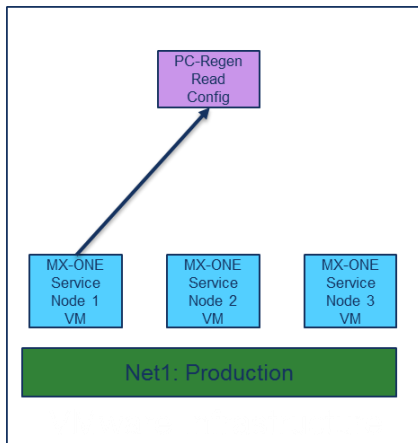 PC-Regen
Read
Config
MX-ONE
Service
Node 1
VM
MX-ONE
Service
Node 2
VM
MX-ONE
Service
Node 3
VM
Net1: Production